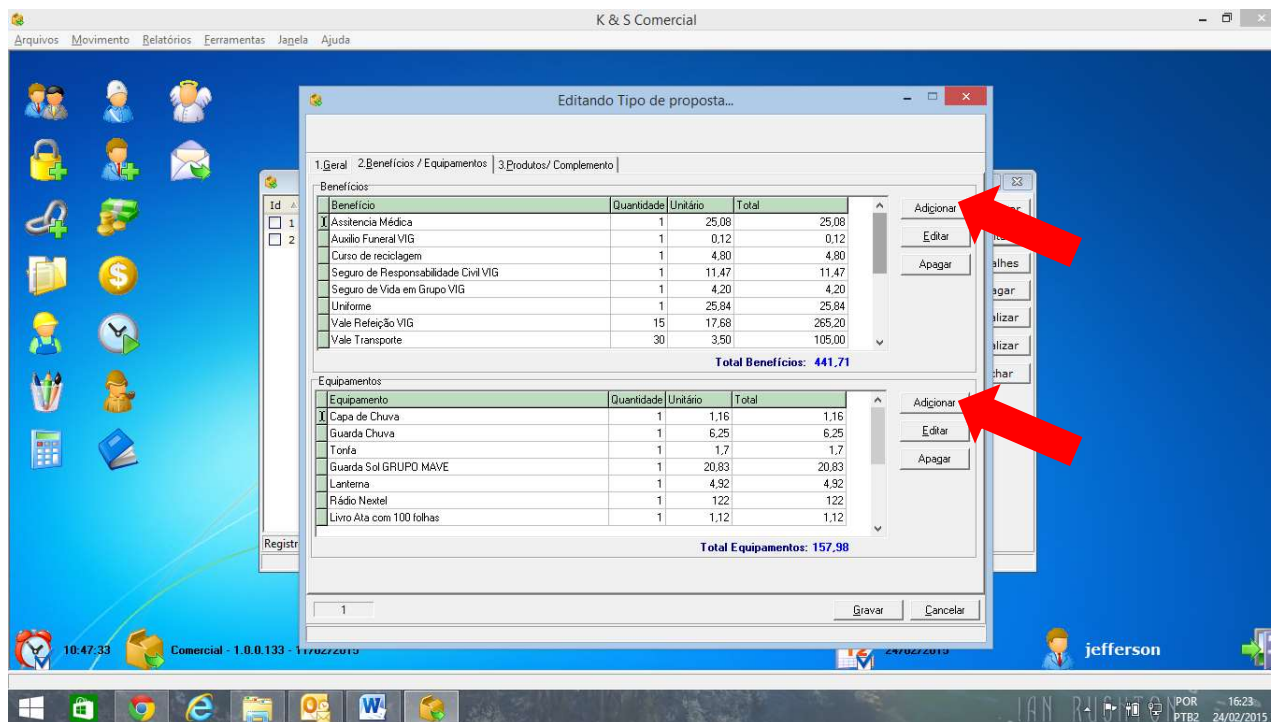 K & S Comercial
Arquivos Movimento Relatórios Ferramentas Janela Ajuda
Editando Tipo de proposta...
1.Geral 2.Benefícios / Equipamentos 3.Produtos/ Complemento
Benefícios
Benefício Quantidade Unitário Total
Assitencia Médica 1 25,08 25,08
Auxilio Funeral VIG 1 0,12 0,12
Curso de reciclagem 1 4,80 4,80
Seguro de Responsabilidade Civil VIG 1 11,47 11,47
Seguro de Vida em Grupo VIG 1 4,20 4,20
Uniforme 1 25,84 25,84
Vale Refeição VIG 15 17,68 265,20
Vale Transporte 30 3,50 105,00
Total Benefícios: 441,71
Adicionar
Editar
Apagar
Equipamentos
Equipamento Quantidade Unitário Total
Capa de Chuva 1 1,16 1,16
Guarda Chuva 1 6,25 6,25
Tonfa 1 1,7 1,7
Guarda Sol GRUPO MAVE 1 20,83 20,83
Lanterna 1 4,92 4,92
Rádio Nextel 1 122 122
Livro Ata com 100 folhas 1 1,12 1,12
Total Equipamentos: 157,98
Adicionar
Editar
Apagar
1 Gravar Cancelar
Id
1
2
Registr
alhes
agar
alizar
alizar
char
10:47:33 Comercial - 1.0.0.133 - 11/02/2015 12 24/02/2015 jefferson
POR 16:23
PTB2 24/02/2015